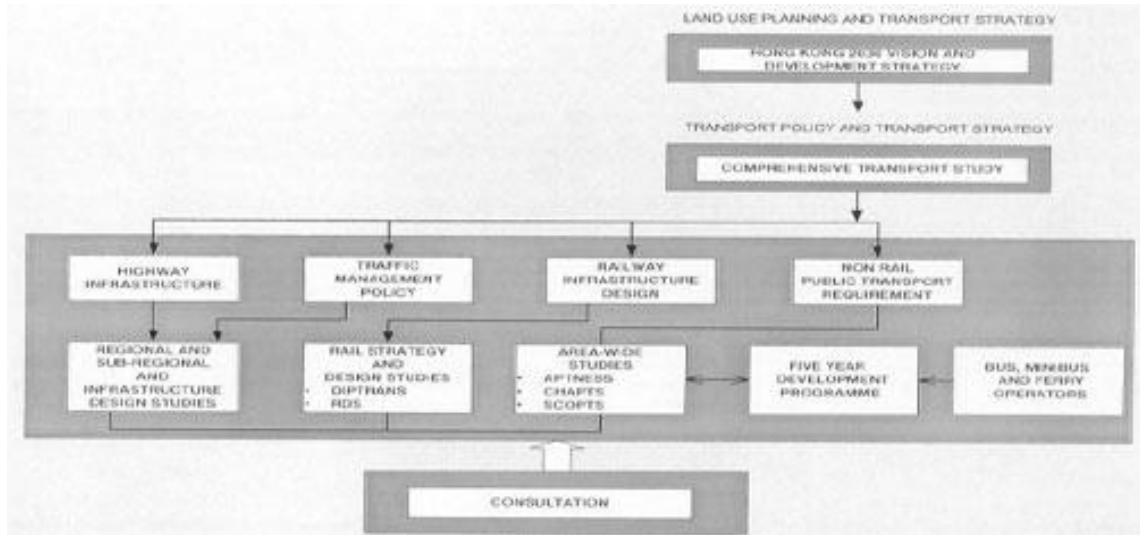 LAND USE PLANNING AND TRANSPORT STRATEGY
HONG KONG 2030 VISION AND
DEVELOPMENT STRATEGY
TRANSPORT POLICY AND TRANSPORT STRATEGY
COMPREHENSIVE TRANSPORT STUDY
HIGHWAY
INFRASTRUCTURE
TRAFFIC
MANAGEMENT
POLICY
RAILWAY
INFRASTRUCTURE
DESIGN
NON RAIL
PUBLIC TRANSPORT
REQUIREMENT
REGIONAL AND
SUB-REGIONAL
AND
INFRASTRUCTURE
DESIGN STUDIES
RAIL STRATEGY
AND
DESIGN STUDIES
• DIPTRANS
• RDS
AREA-WIDE
STUDIES
• APTNESS
• CHAPTS
• SCOPTS
FIVE YEAR
DEVELOPMENT
PROGRAMME
BUS, MINIBUS
AND FERRY
OPERATORS
CONSULTATION